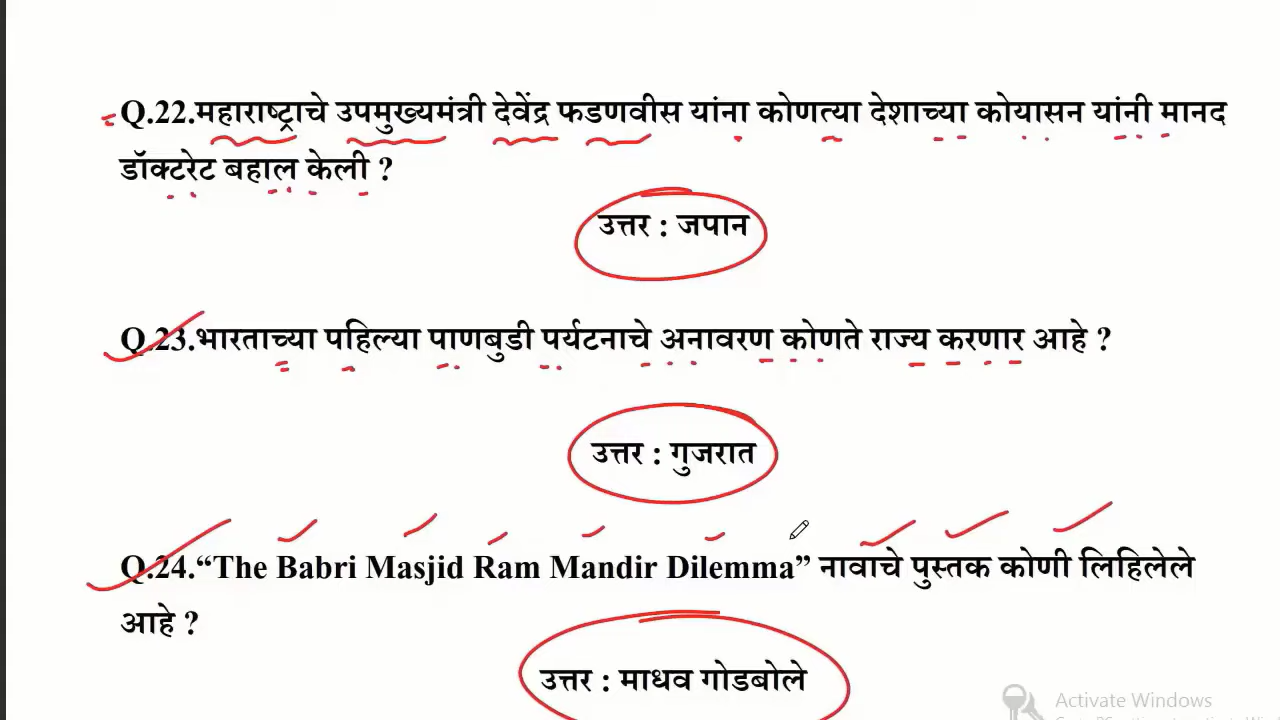 Q.22.महाराष्ट्राचे उपमुख्यमंत्री देवेंद्र फडणवीस यांना कोणत्या देशाच्या कोयासन यांनी मानद
डॉक्टरेट बहाल केली ?
उत्तर : जपान
Q.23.भारताच्या पहिल्या पाणबुडी पर्यटनाचे अनावरण कोणते राज्य करणार आहे ?
उत्तर : गुजरात
Q.24.“The Babri Masjid Ram Mandir Dilemma” नावाचे पुस्तक कोणी लिहिलेले
आहे ?
उत्तर : माधव गोडबोले
Activate Windows